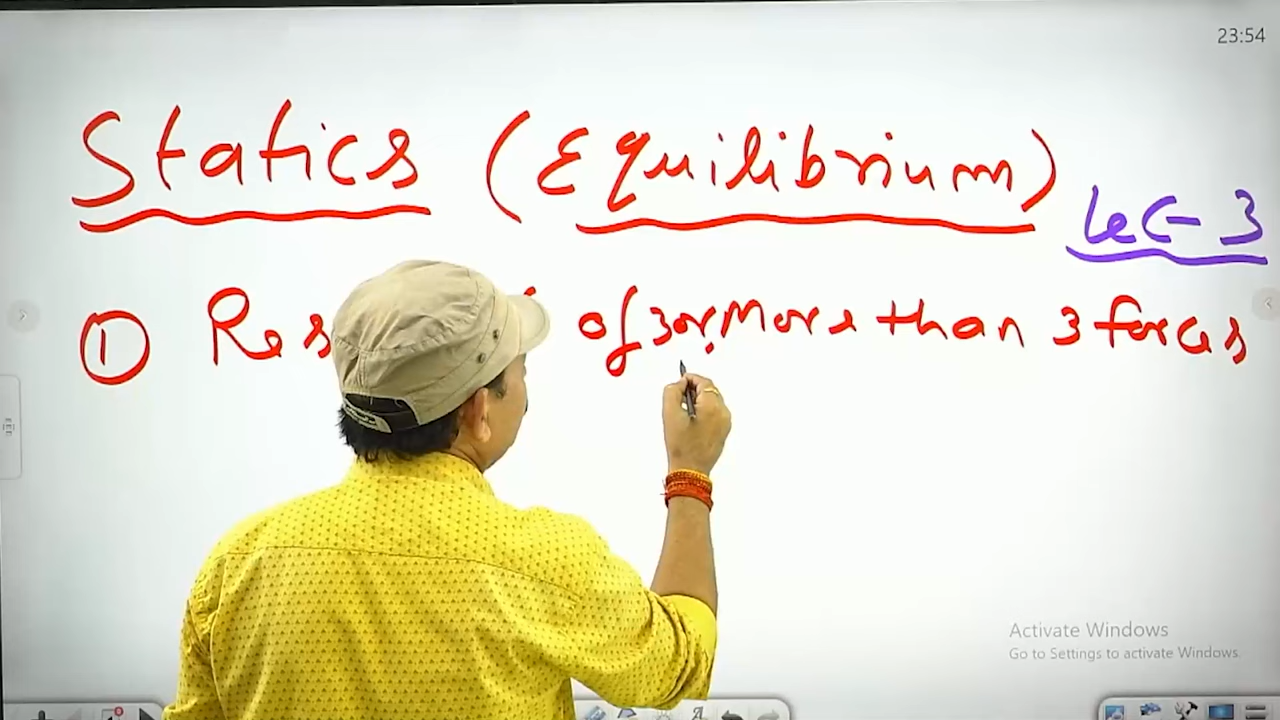 23:54
Statics (Equilibrium)
Lec-3
① Res of 3 or more than 3 forces
Activate Windows
Go to Settings to activate Windows.